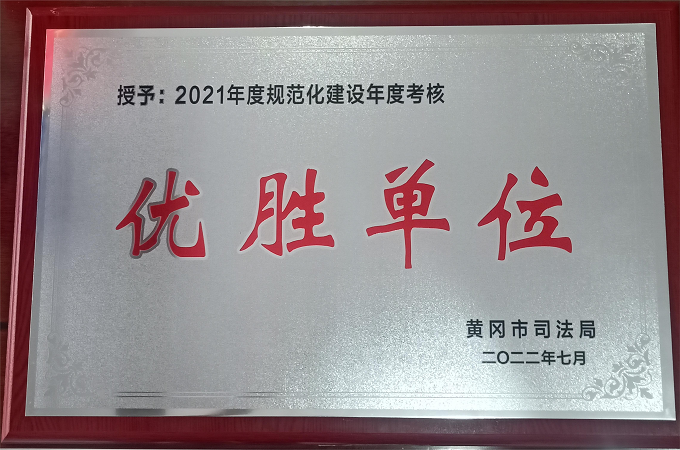 授予：2021年度规范化建设年度考核
优胜单位
黄冈市司法局
二〇二二年七月